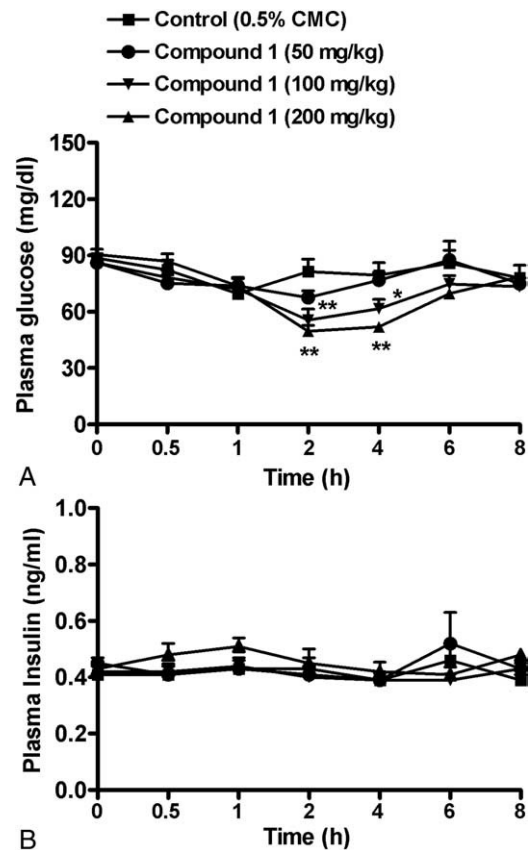 Control (0.5% CMC)
Compound 1 (50 mg/kg)
Compound 1 (100 mg/kg)
Compound 1 (200 mg/kg)
Plasma glucose (mg/dl)
150
120
90
60
30
0
**
*
**
**
0 0.5 1 2 4 6 8
A
Time (h)
Plasma Insulin (ng/ml)
1.0
0.8
0.6
0.4
0.2
0.0
0 0.5 1 2 4 6 8
B
Time (h)